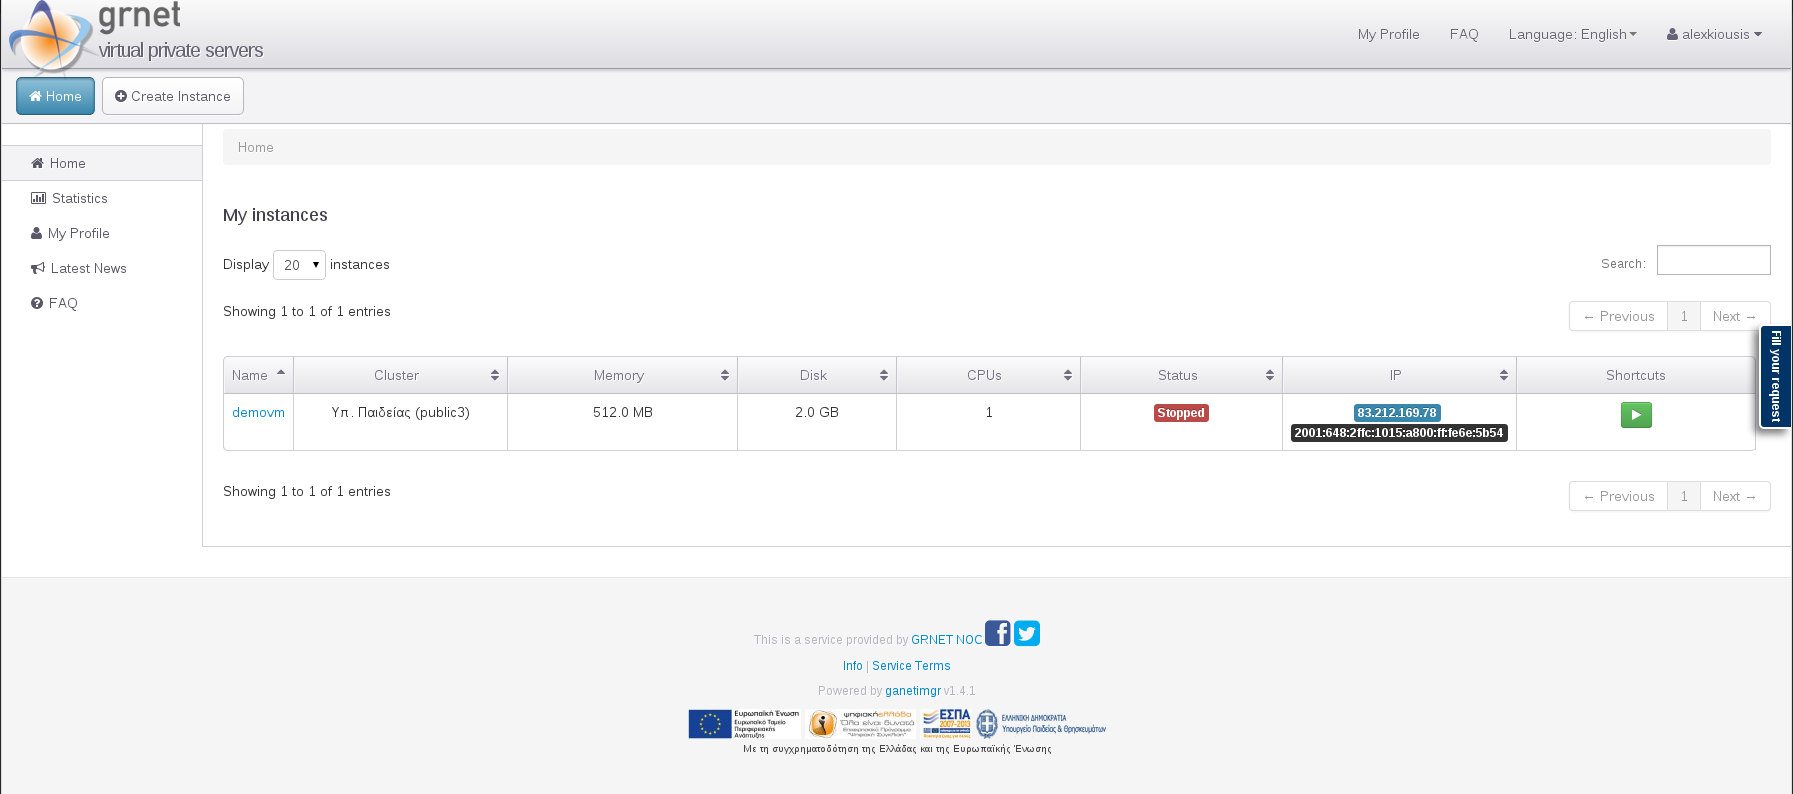 grnet
virtual private servers
My Profile FAQ Language: English alexkiousis
Home Create Instance
Home
Statistics
My Profile
Latest News
FAQ
Home
My instances
Display 20 instances
Search:
Showing 1 to 1 of 1 entries
← Previous 1 Next →
Fill your request
Name Cluster Memory Disk CPUs Status IP Shortcuts
demovm Υπ. Παιδείας (public3) 512.0 MB 2.0 GB 1 Stopped 83.212.169.78
2001:648:2ffc:1015:a800:ff:fe6e:5b54
Showing 1 to 1 of 1 entries
← Previous 1 Next →
This is a service provided by GRNET NOC
Info | Service Terms
Powered by ganetimgr v1.4.1
Ευρωπαϊκή Ένωση
Ευρωπαϊκό Ταμείο
Περιφερειακής
Ανάπτυξης
ψηφιακή ελλάδα
Όλα είναι δυνατά
ΕΣΠΑ
2007-2013
ΕΛΛΗΝΙΚΗ ΔΗΜΟΚΡΑΤΙΑ
Υπουργείο Παιδείας & Θρησκευμάτων
Με τη συγχρηματοδότηση της Ελλάδας και της Ευρωπαϊκής Ένωσης